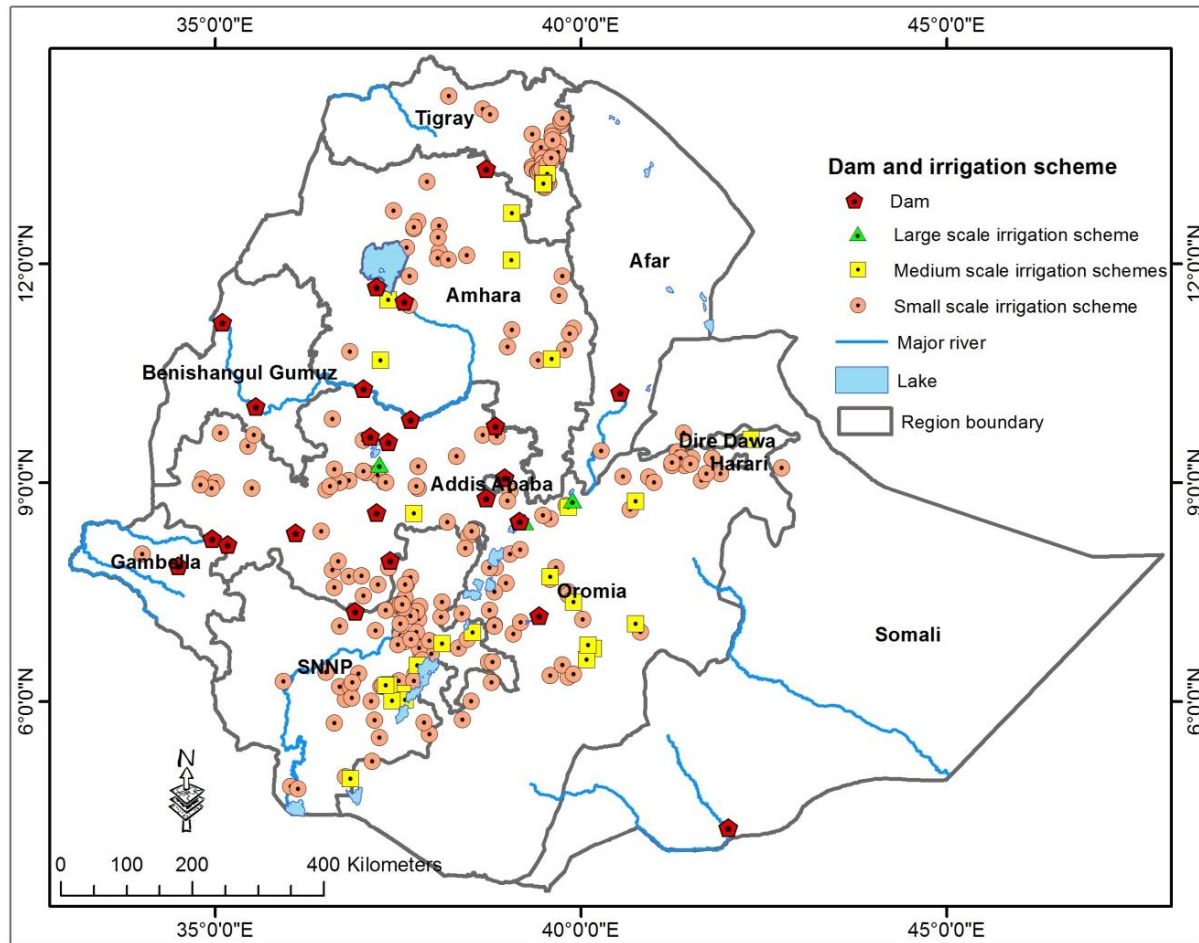 35°0'0"E 40°0'0"E 45°0'0"E
Tigray
Dam and irrigation scheme
Dam
Large scale irrigation scheme
Medium scale irrigation schemes
Small scale irrigation scheme
Major river
Lake
Region boundary
12°0'0"N 12°0'0"N
Afar
Amhara
Benishangul Gumuz
Dire Dawa
Harari
9°0'0"N 9°0'0"N
Addis Ababa
Gambella
Oromia
Somali
SNNP
6°0'0"N 6°0'0"N
N
0 100 200 400 Kilometers
35°0'0"E 40°0'0"E 45°0'0"E